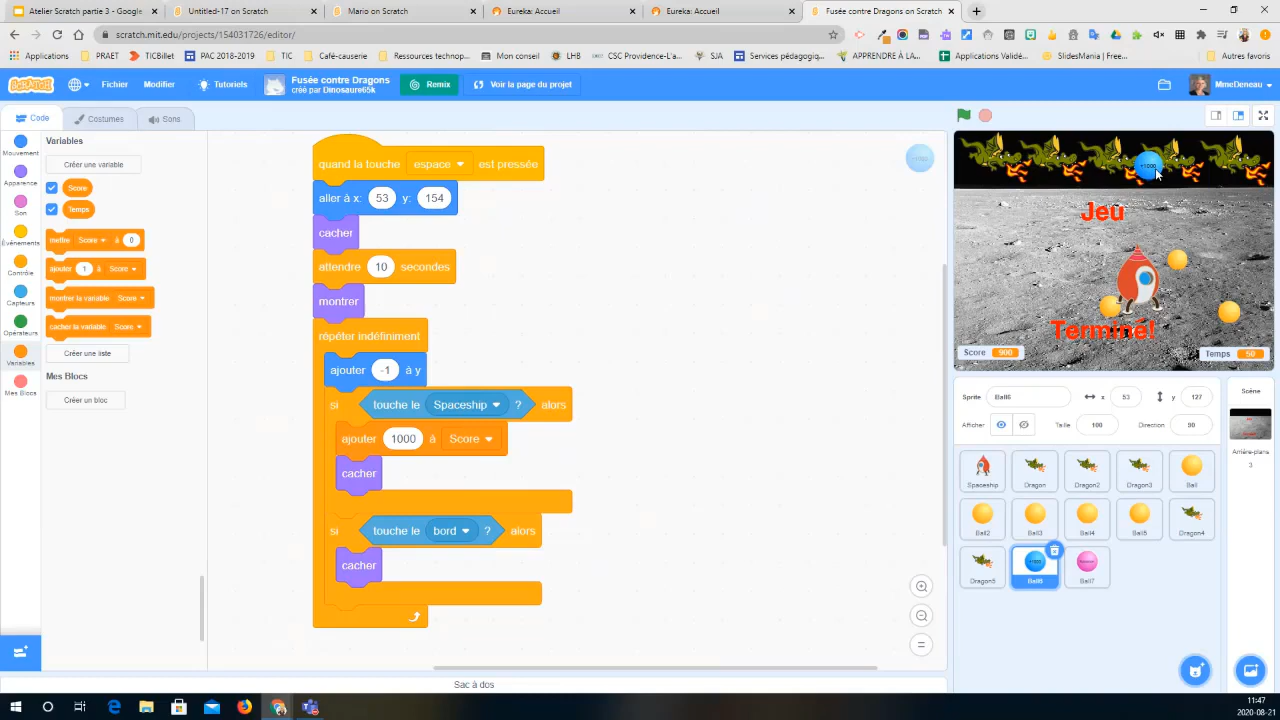 Atelier Scratch partie 3 - Google
Untitled-17 on Scratch
Mario on Scratch
Eureka: Accueil
Eureka: Accueil
Fusée contre Dragons on Scratch
scratch.mit.edu/projects/154031726/editor/
Applications
PRAET
TICBillet
PAC 2018-2019
TIC
Café-causerie
Ressources technop...
Mon conseil
LHB
CSC Providence-L'a...
SJA
Services pédagogiq...
APPRENDRE À LA...
Applications Validé...
SlidesMania | Free...
Autres favoris
SCRATCH
Fichier
Modifier
Tutoriels
Fusée contre Dragons
créé par Dinosaure65k
Remix
Voir la page du projet
MmeDeneau
Code
Costumes
Sons
Mouvement
Apparence
Son
Événements
Contrôle
Capteurs
Opérateurs
Variables
Mes Blocs
Variables
Créer une variable
Score
Temps
mettre Score à 0
ajouter 1 à Score
montrer la variable Score
cacher la variable Score
Créer une liste
Mes Blocs
Créer un bloc
quand la touche espace est pressée
aller à x: 53 y: 154
cacher
attendre 10 secondes
montrer
répéter indéfiniment
ajouter -1 à y
si touche le Spaceship ? alors
ajouter 1000 à Score
cacher
si touche le bord ? alors
cacher
+1000
+1000
Jeu
Terminé!
Score 900
Temps 50
Sprite Ball6 x 53 y 127
Afficher Taille 100 Direction 90
Scène
Arrière-plans
3
Spaceship
Dragon
Dragon2
Dragon3
Ball
Ball2
Ball3
Ball4
Ball5
Dragon4
Dragon5
Ball6
Ball7
Sac à dos
11:47
2020-08-21